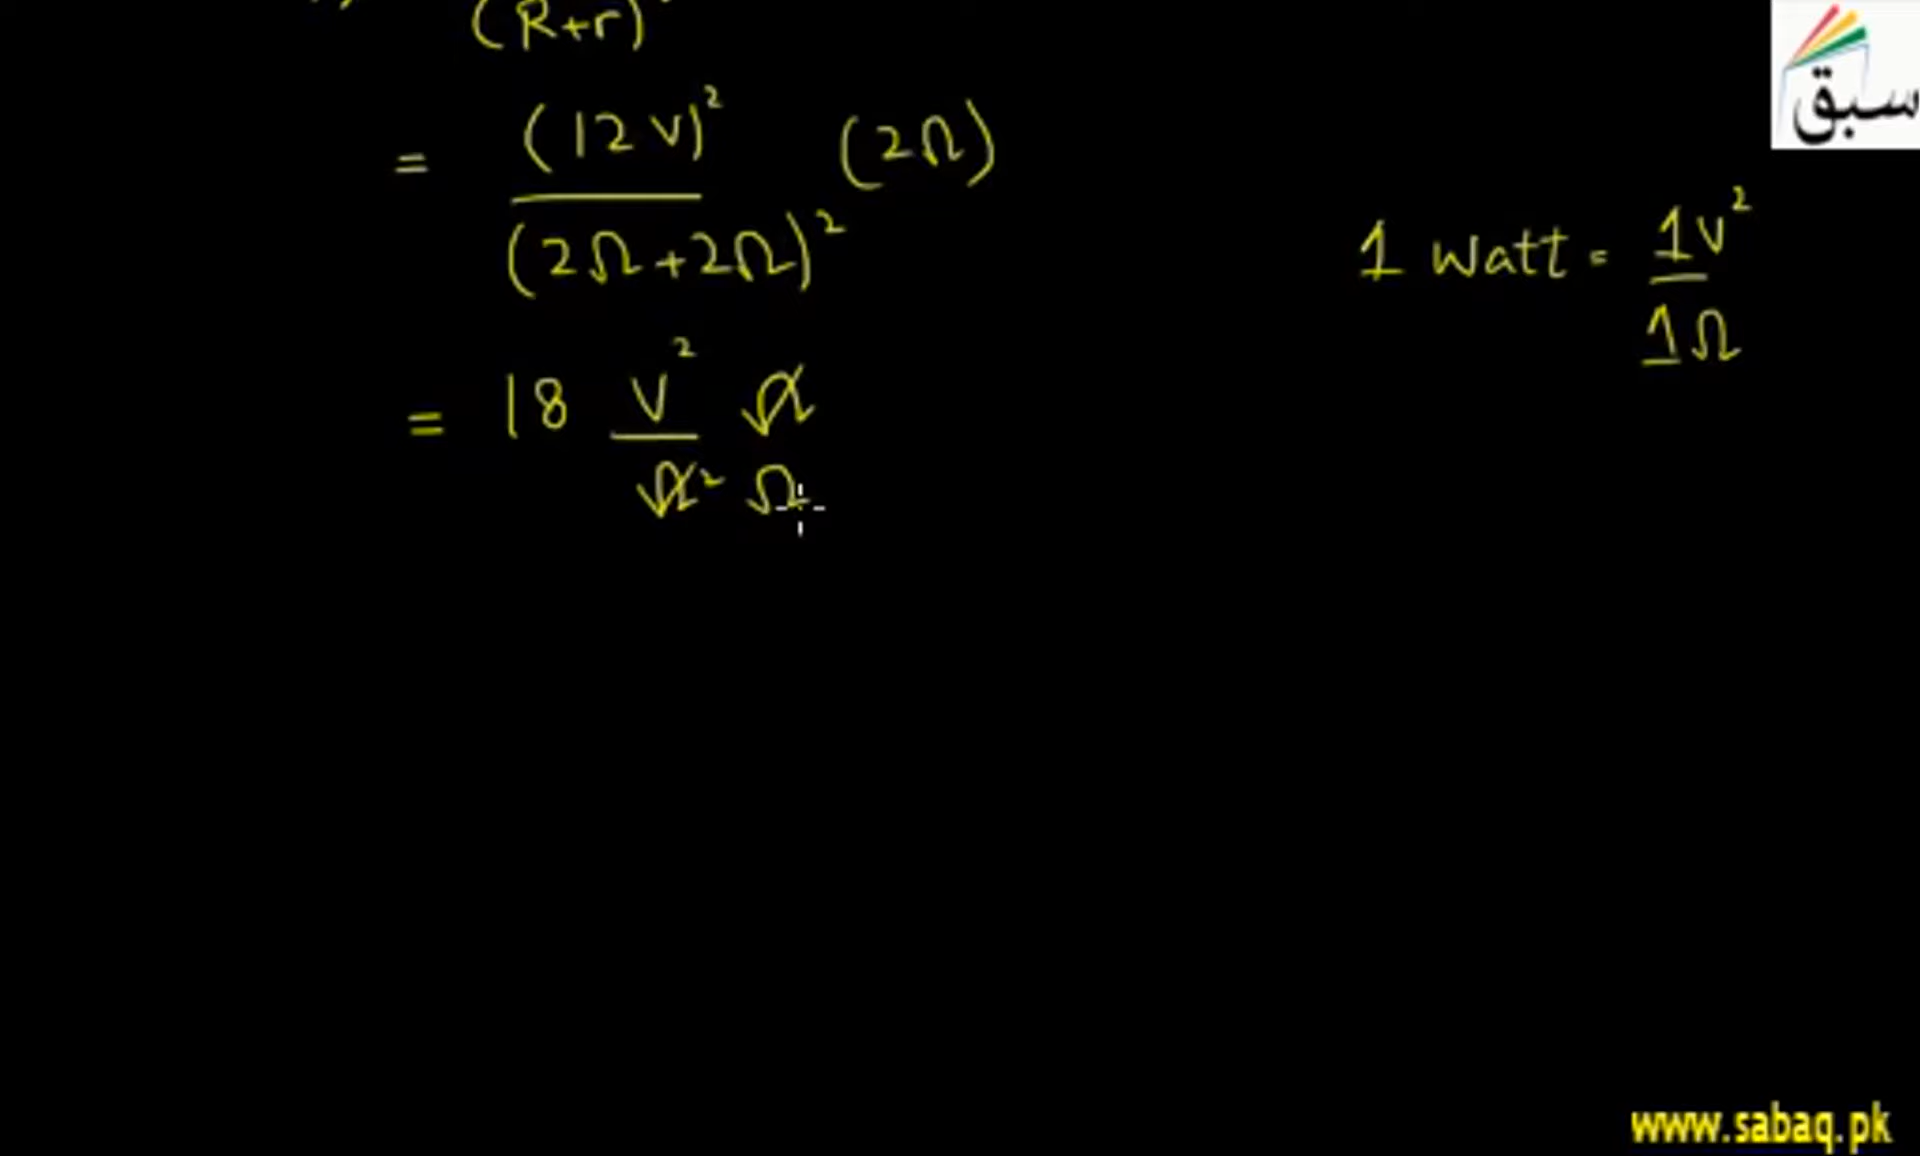 (R+r)
سبق
(12 V)² (2Ω)
=
(2Ω+2Ω)²
1 watt = 1V²
1Ω
= 18 V² Ω
Ω² Ω
www.sabaq.pk